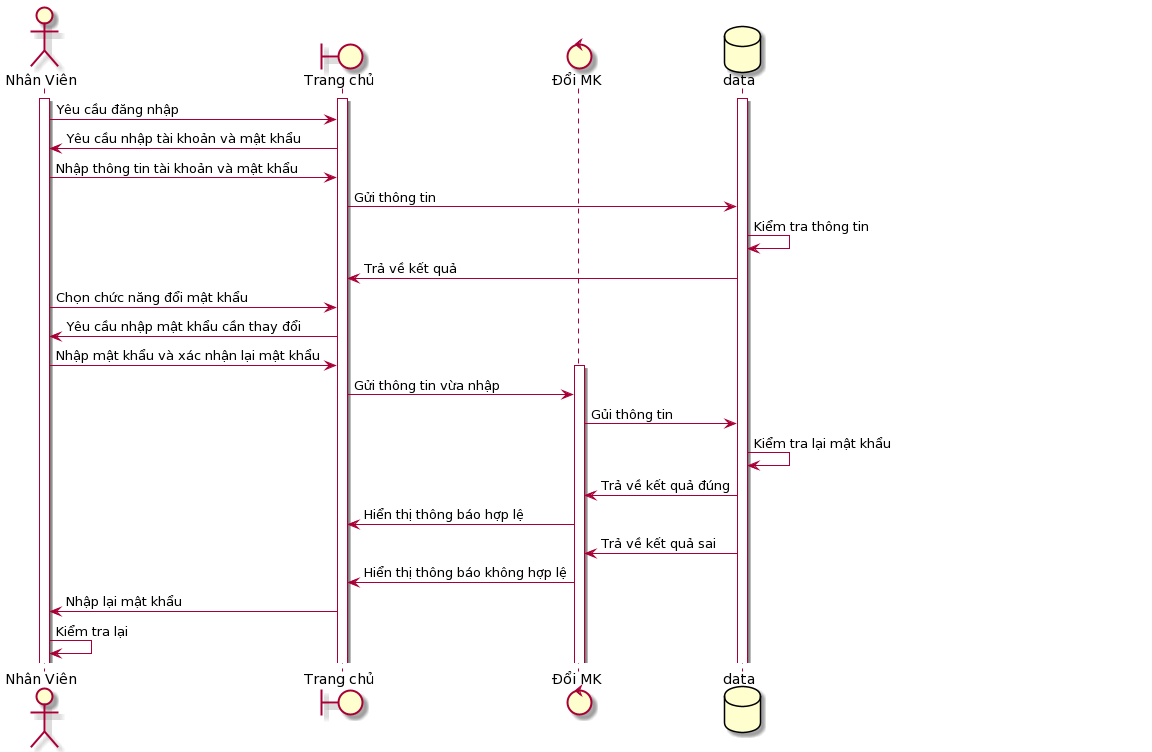 Nhân Viên
Trang chủ
Đổi MK
data
Yêu cầu đăng nhập
Yêu cầu nhập tài khoản và mật khẩu
Nhập thông tin tài khoản và mật khẩu
Gửi thông tin
Kiểm tra thông tin
Trả về kết quả
Chọn chức năng đổi mật khẩu
Yêu cầu nhập mật khẩu cần thay đổi
Nhập mật khẩu và xác nhận lại mật khẩu
Gửi thông tin vừa nhập
Gửi thông tin
Kiểm tra lại mật khẩu
Trả về kết quả đúng
Hiển thị thông báo hợp lệ
Trả về kết quả sai
Hiển thị thông báo không hợp lệ
Nhập lại mật khẩu
Kiểm tra lại
Nhân Viên
Trang chủ
Đổi MK
data